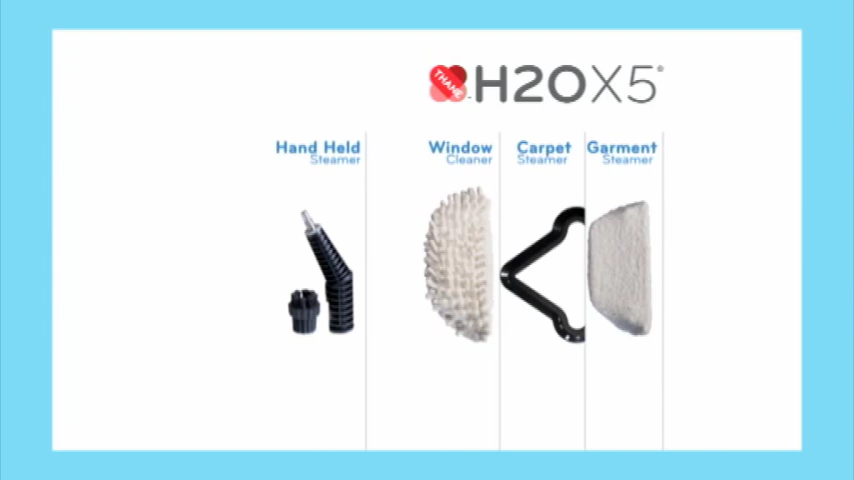 THANE H2OX5®
Hand Held
Steamer
Window
Cleaner
Carpet
Steamer
Garment
Steamer